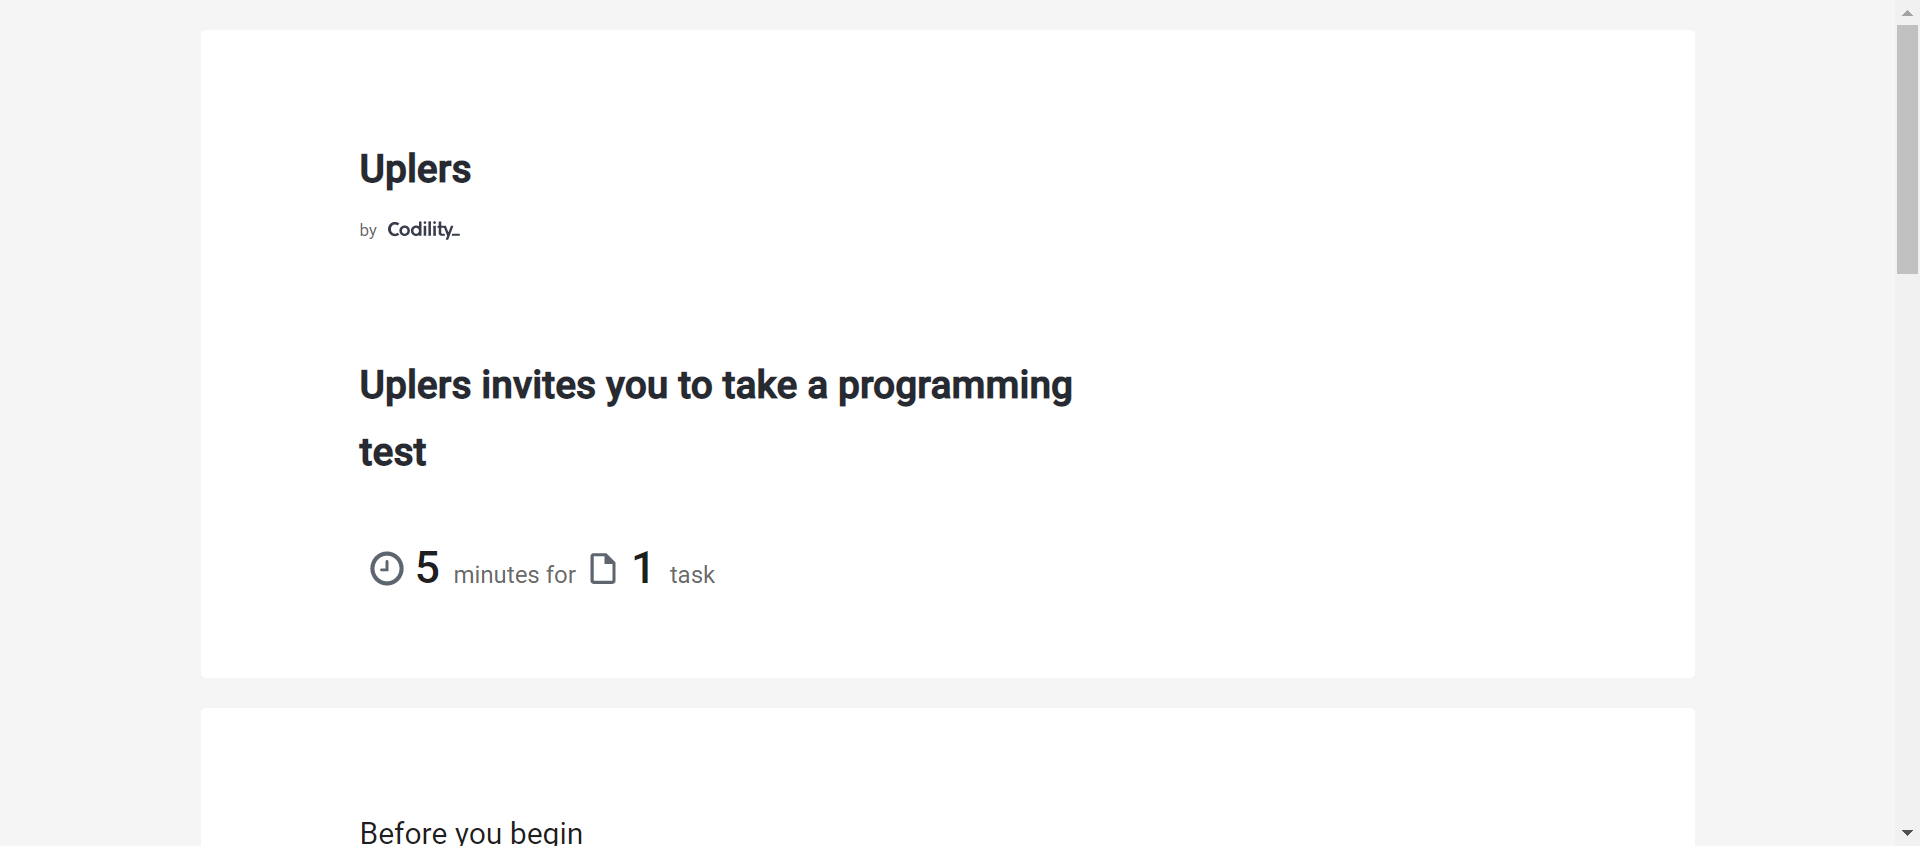 Uplers
by Codility_
Uplers invites you to take a programming
test
5 minutes for 1 task
Before you begin